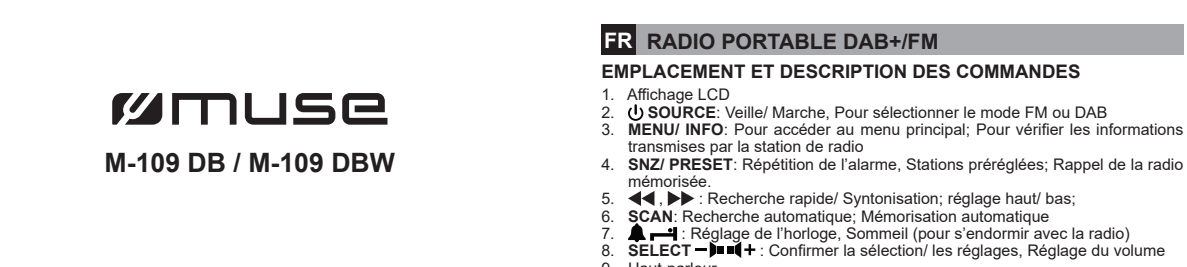 muse
M-109 DB / M-109 DBW
FR RADIO PORTABLE DAB+/FM
EMPLACEMENT ET DESCRIPTION DES COMMANDES
1. Affichage LCD
2. ⏻ SOURCE: Veille/ Marche, Pour sélectionner le mode FM ou DAB
3. MENU/ INFO: Pour accéder au menu principal; Pour vérifier les informations
transmises par la station de radio
4. SNZ/ PRESET: Répétition de l’alarme, Stations préréglées; Rappel de la radio
mémorisée.
5. ◀◀ , ▶▶ : Recherche rapide/ Syntonisation; réglage haut/ bas;
6. SCAN: Recherche automatique; Mémorisation automatique
7. : Réglage de l’horloge, Sommeil (pour s’endormir avec la radio)
8. SELECT − + : Confirmer la sélection/ les réglages, Réglage du volume
9. Haut-parleur